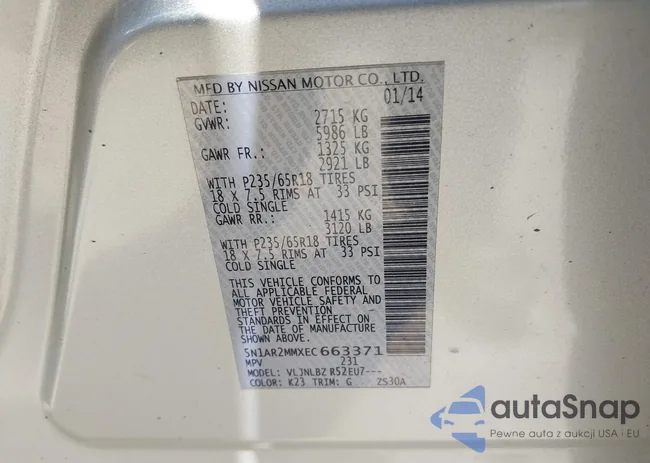 MFD BY NISSAN MOTOR CO., LTD.
DATE: 01/14
GVWR: 2715 KG
5986 LB
GAWR FR.: 1325 KG
2921 LB
WITH P235/65R18 TIRES
18 X 7.5 RIMS AT 33 PSI
COLD SINGLE
GAWR RR.: 1415 KG
3120 LB
WITH P235/65R18 TIRES
18 X 7.5 RIMS AT 33 PSI
COLD SINGLE
THIS VEHICLE CONFORMS TO
ALL APPLICABLE FEDERAL
MOTOR VEHICLE SAFETY AND
THEFT PREVENTION
STANDARDS IN EFFECT ON
THE DATE OF MANUFACTURE
SHOWN ABOVE.
5N1AR2MMXEC663371
MPV 231
MODEL: VLJNLBZ R52EU7---
COLOR: K23 TRIM: G ZS30A
autaSnap
Pewne auta z aukcji USA i EU